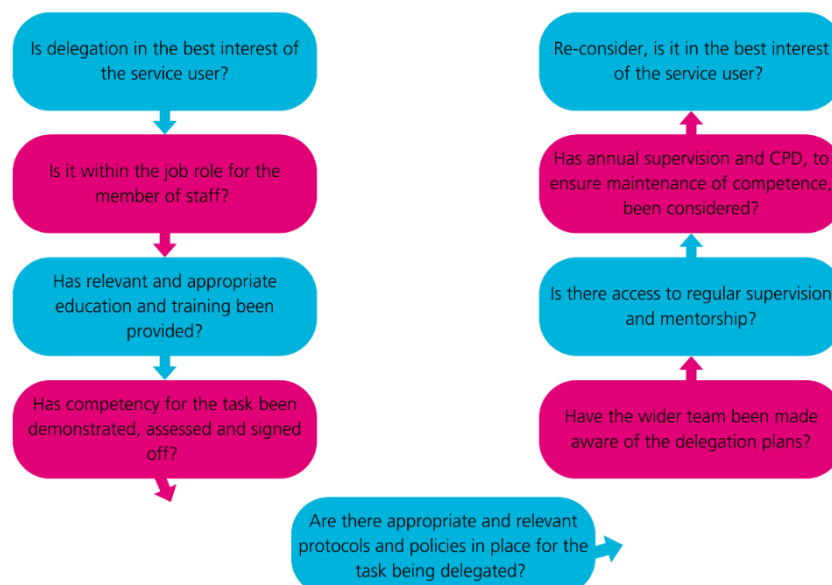 Is delegation in the best interest of
the service user?
Is it within the job role for the
member of staff?
Has relevant and appropriate
education and training been
provided?
Has competency for the task been
demonstrated, assessed and signed
off?
Are there appropriate and relevant
protocols and policies in place for the
task being delegated?
Have the wider team been made
aware of the delegation plans?
Is there access to regular supervision
and mentorship?
Has annual supervision and CPD, to
ensure maintenance of competence,
been considered?
Re-consider, is it in the best interest
of the service user?